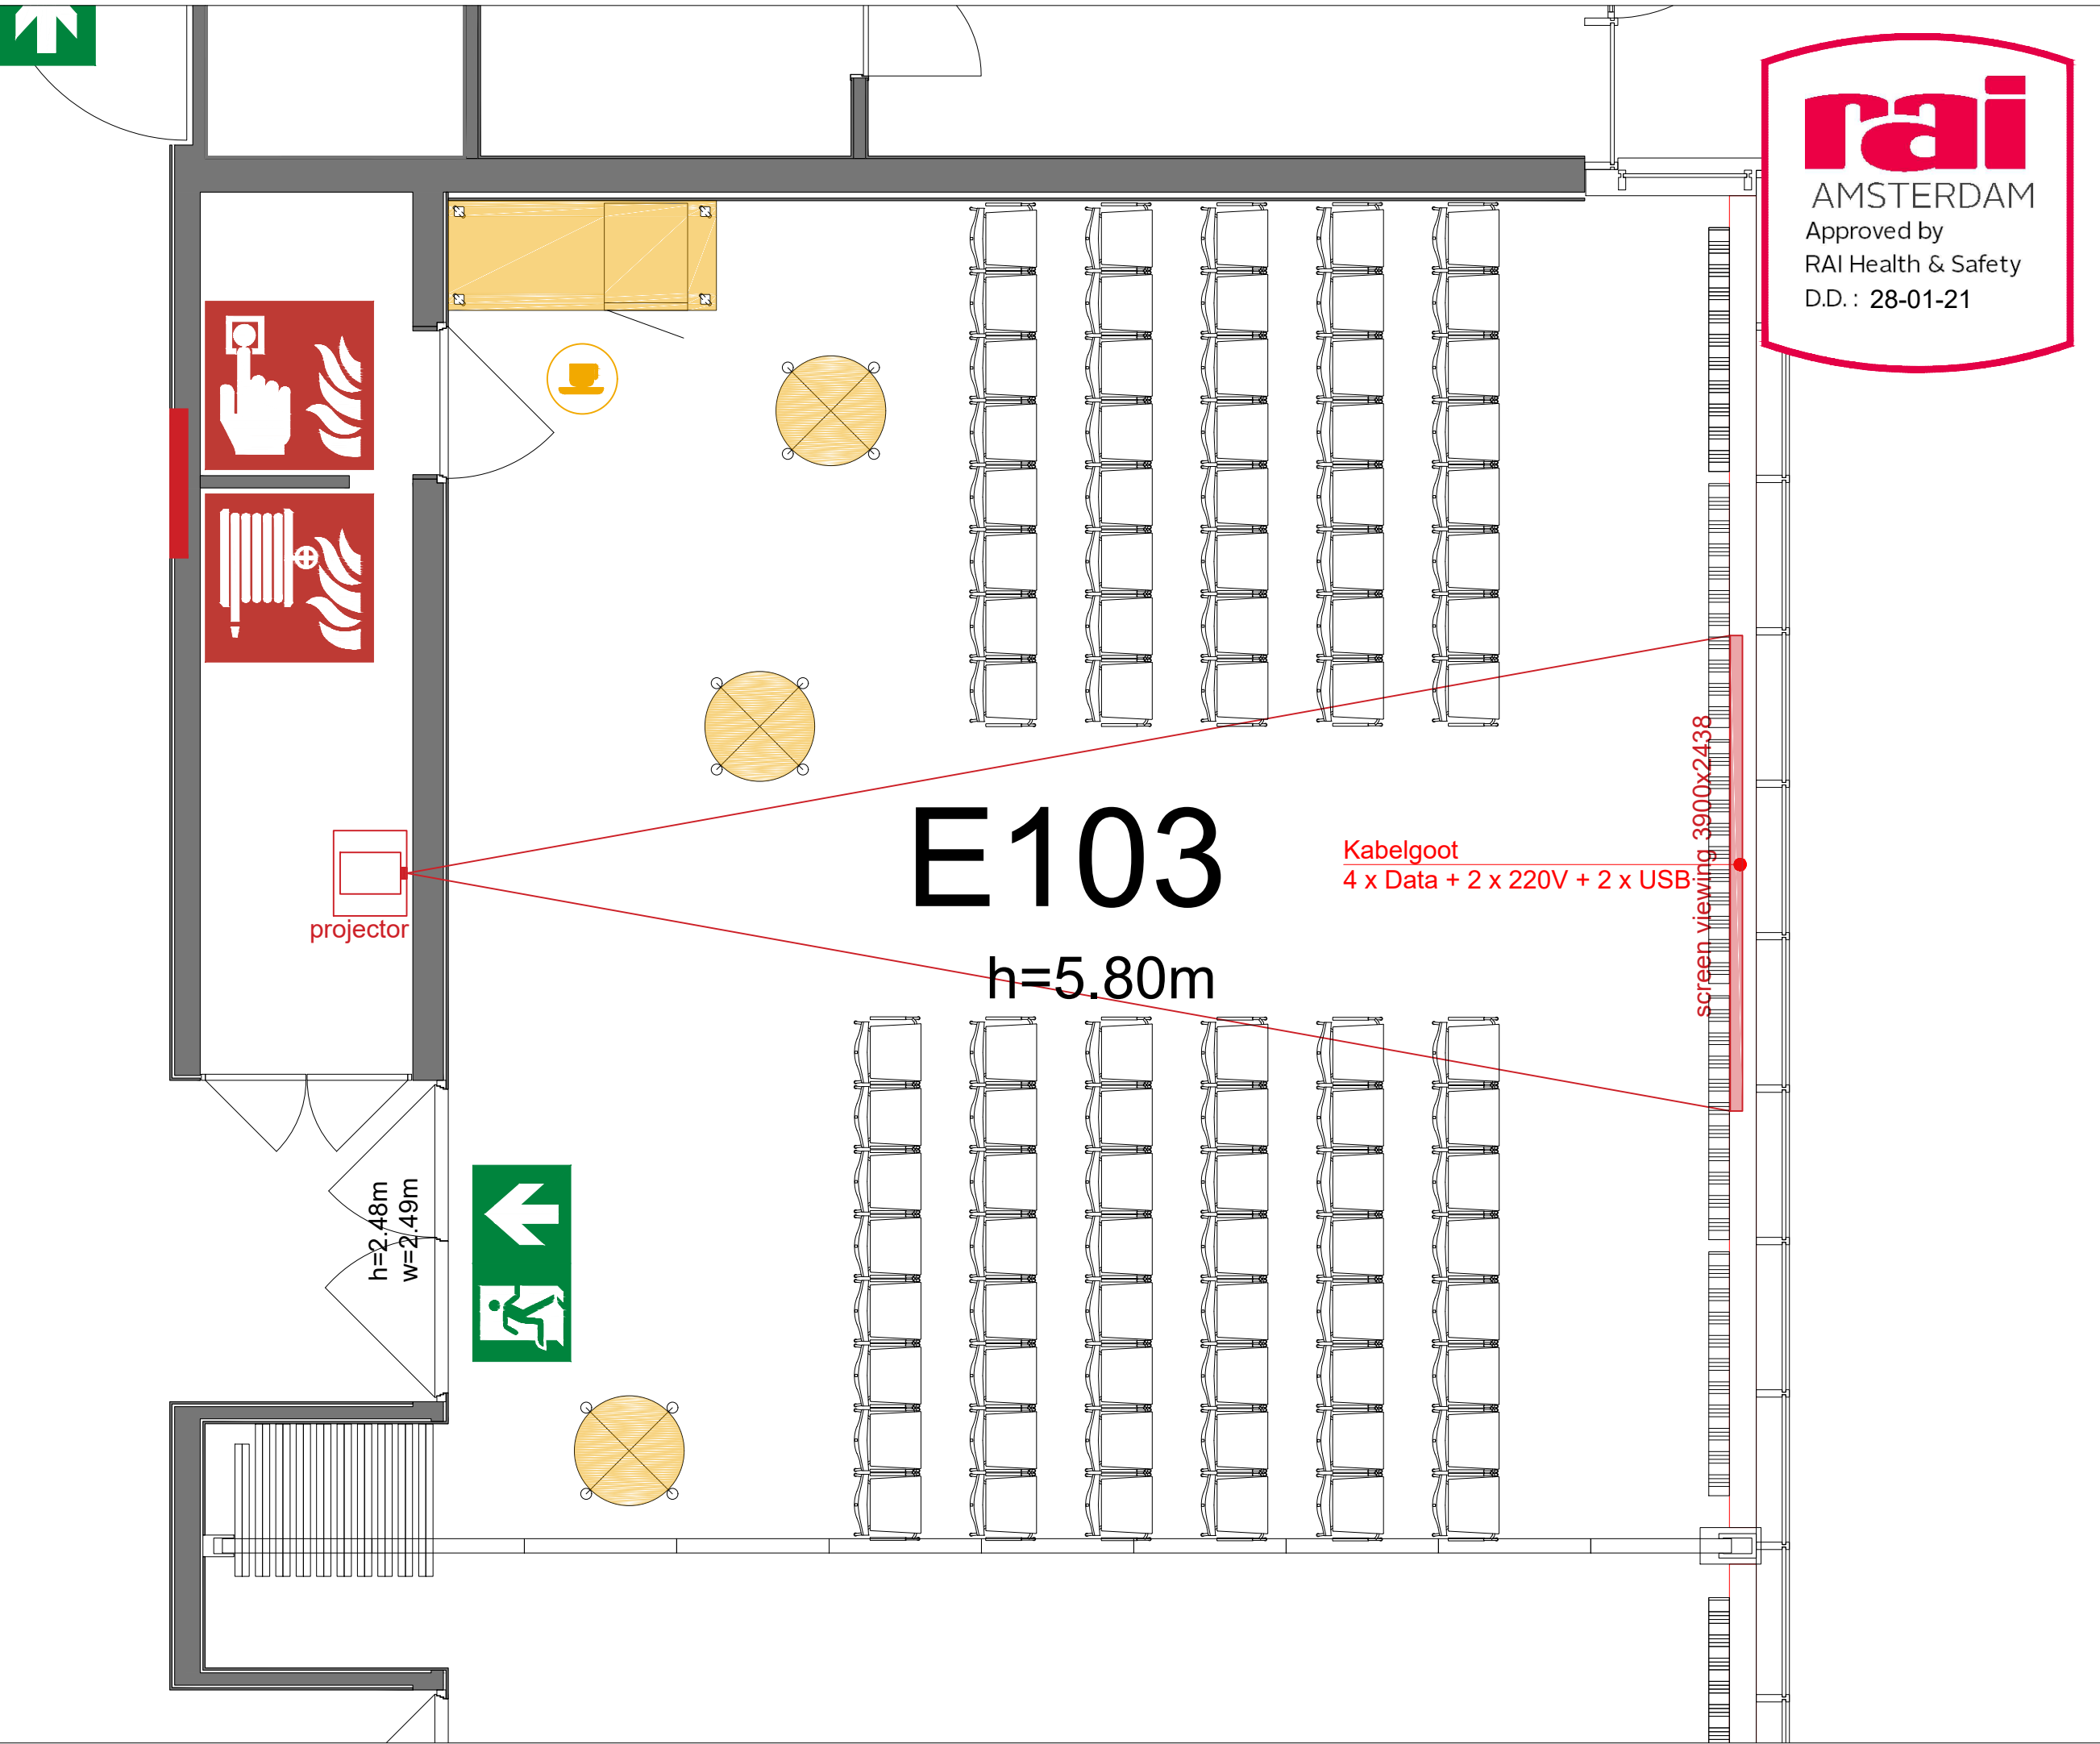 rai
AMSTERDAM
Approved by
RAI Health & Safety
D.D. : 28-01-21
E103
h=5.80m
Kabelgoot
4 x Data + 2 x 220V + 2 x USB
screen viewing 3900x2438
projector
h=2.48m
w=2.49m